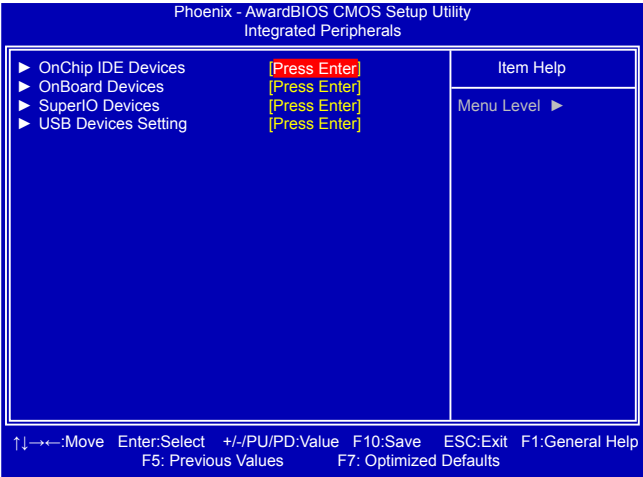 Phoenix - AwardBIOS CMOS Setup Utility
Integrated Peripherals
► OnChip IDE Devices [Press Enter]
► OnBoard Devices [Press Enter]
► SuperIO Devices [Press Enter]
► USB Devices Setting [Press Enter]
Item Help
Menu Level ►
↑↓→←:Move Enter:Select +/-/PU/PD:Value F10:Save ESC:Exit F1:General Help
F5: Previous Values F7: Optimized Defaults